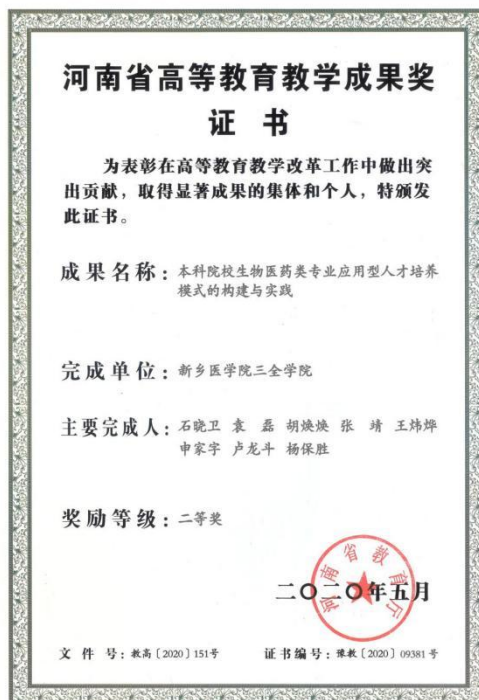 河南省高等教育教学成果奖
证 书
为表彰在高等教育教学改革工作中做出突
出贡献，取得显著成果的集体和个人，特颁发
此证书。
成果名称：本科院校生物医药类专业应用型人才培养
模式的构建与实践
完成单位：新乡医学院三全学院
主要完成人：石晓卫 袁 磊 胡焕焕 张 靖 王炜烨
申家字 卢龙斗 杨保胜
奖励等级：二等奖
河南省教育厅
二〇二〇年五月
文 件 号：教高〔2020〕151号 证书编号：豫教〔2020〕09381号